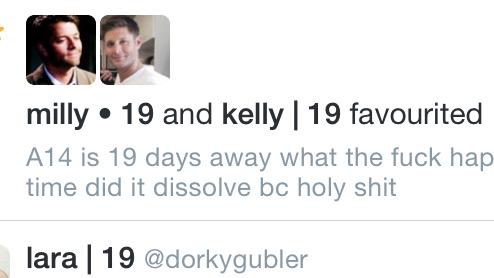 milly • 19 and kelly | 19 favourited
A14 is 19 days away what the fuck hap
time did it dissolve bc holy shit
lara | 19 @dorkygubler